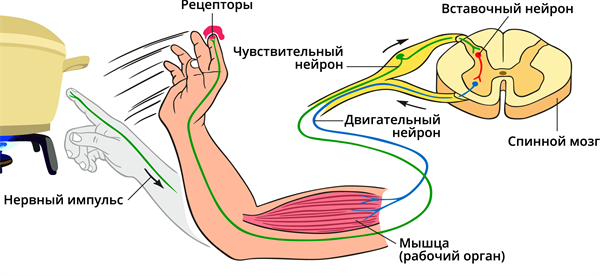 Рецепторы
Вставочный нейрон
Чувствительный
нейрон
Двигательный
нейрон
Спинной мозг
Нервный импульс
Мышца
(рабочий орган)